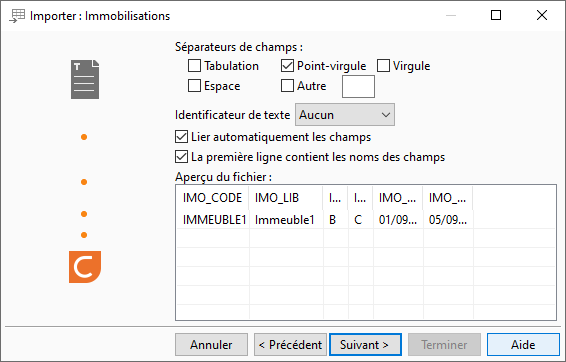 Importer : Immobilisations
Séparateurs de champs :
Tabulation Point-virgule Virgule
Espace Autre
Identificateur de texte Aucun
Lier automatiquement les champs
La première ligne contient les noms des champs
Aperçu du fichier :
IMO_CODE IMO_LIB I... I... IMO_... IMO_...
IMMEUBLE1 Immeuble1 B C 01/09... 05/09...
Annuler < Précédent Suivant > Terminer Aide